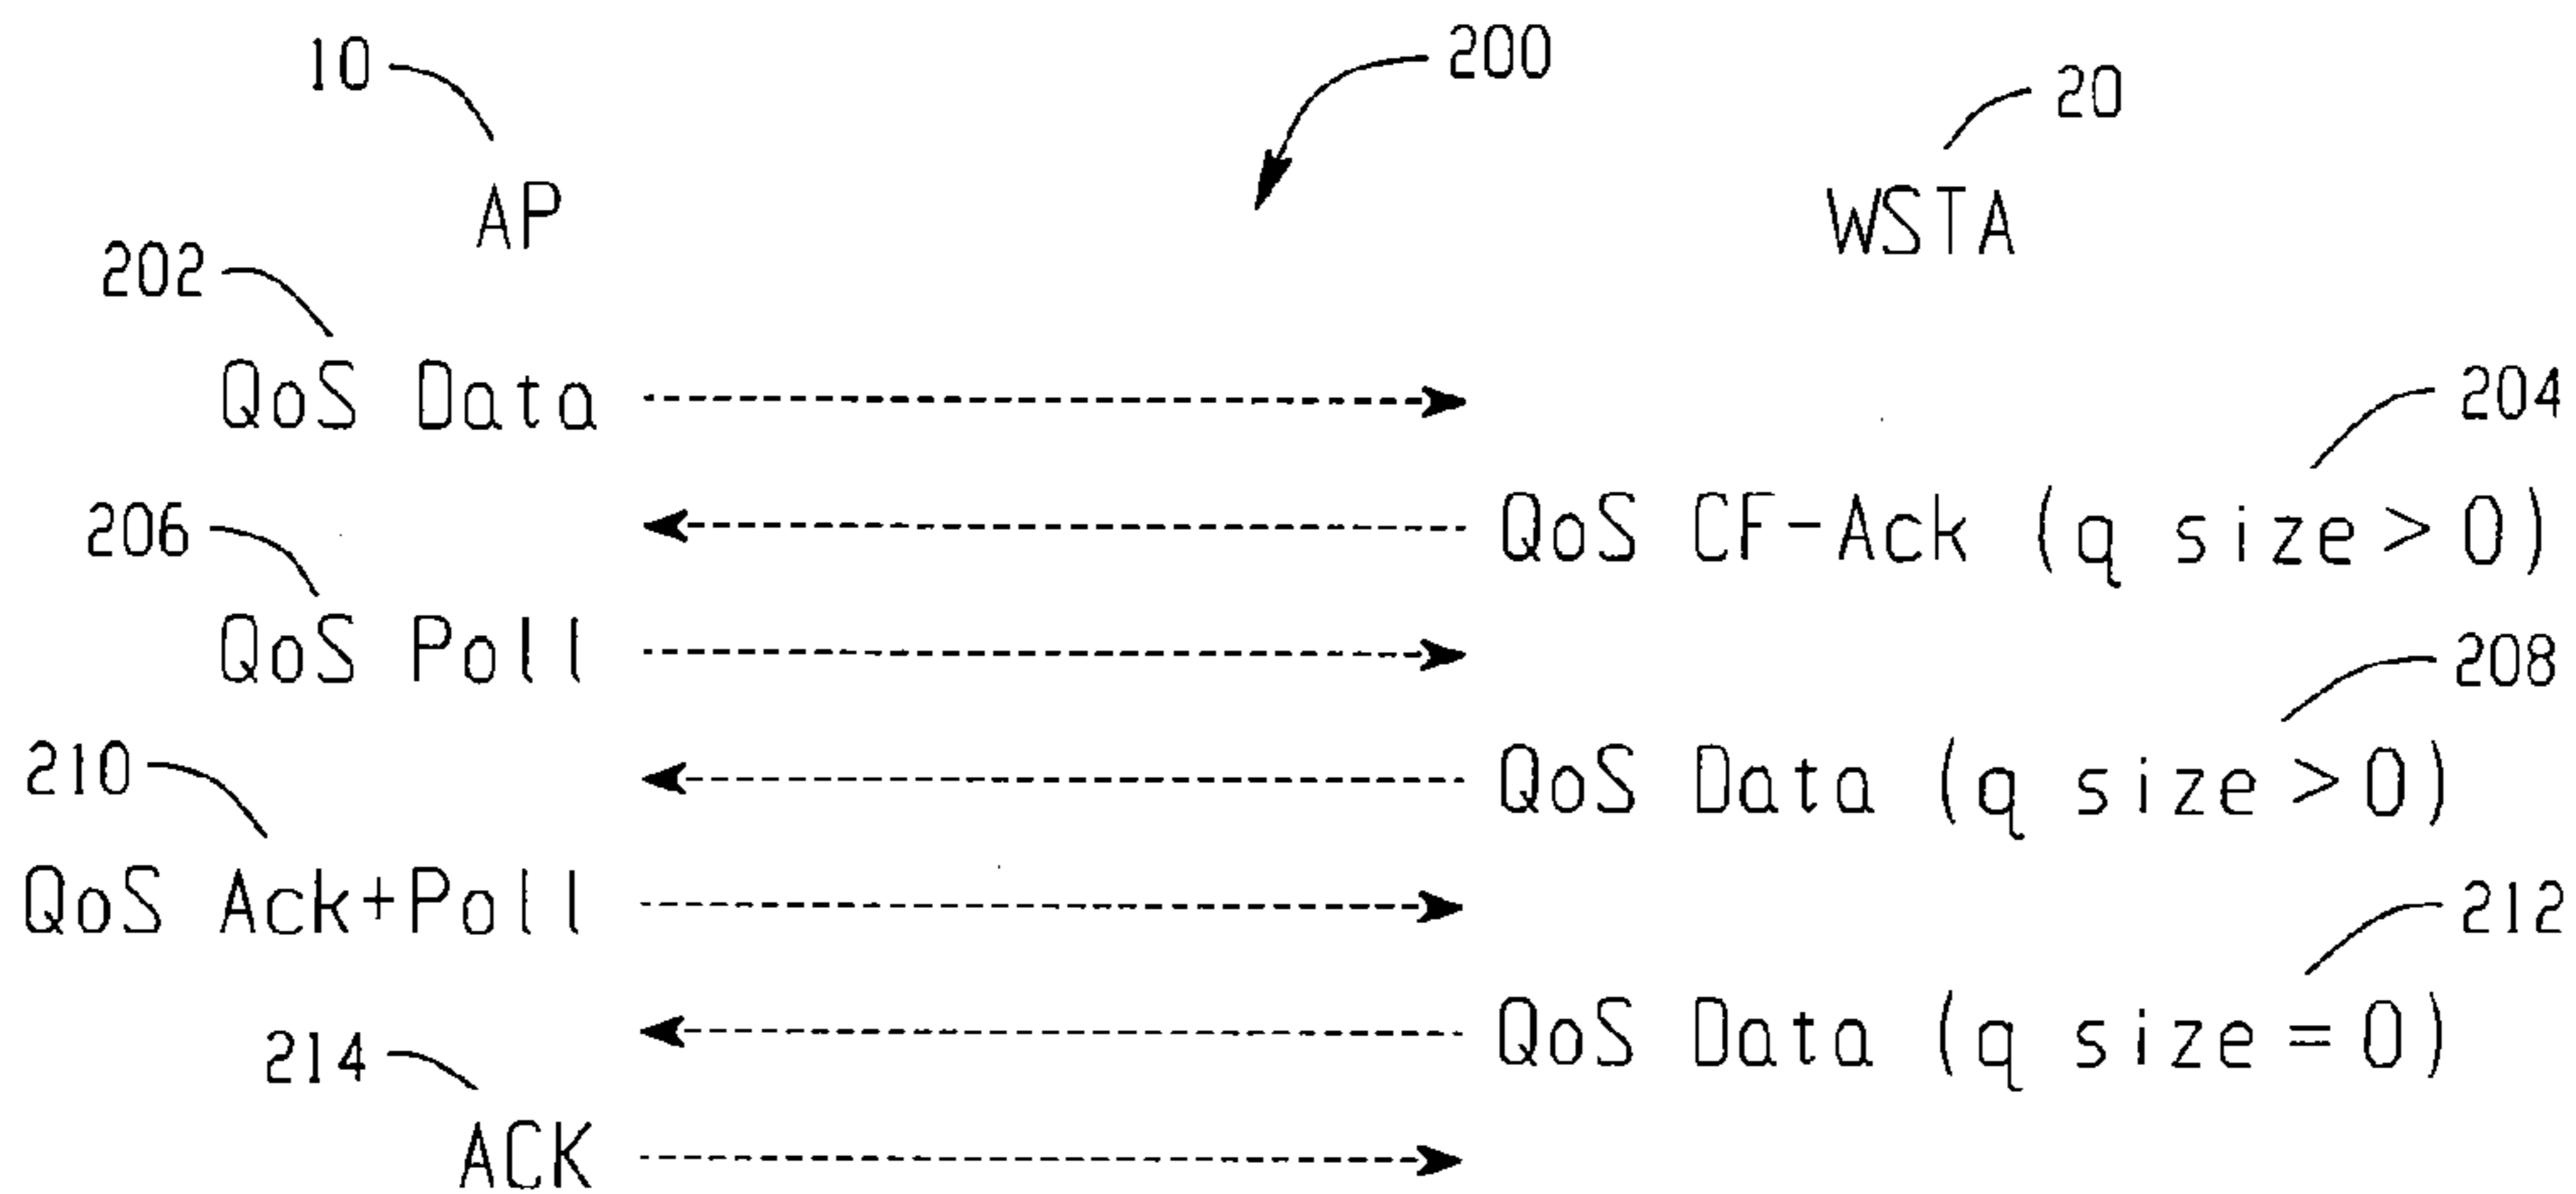 10
200
20
AP
WSTA
202
QoS Data
204
QoS CF-Ack (q size>0)
206
QoS Poll
208
QoS Data (q size>0)
210
QoS Ack+Poll
212
QoS Data (q size=0)
214
ACK